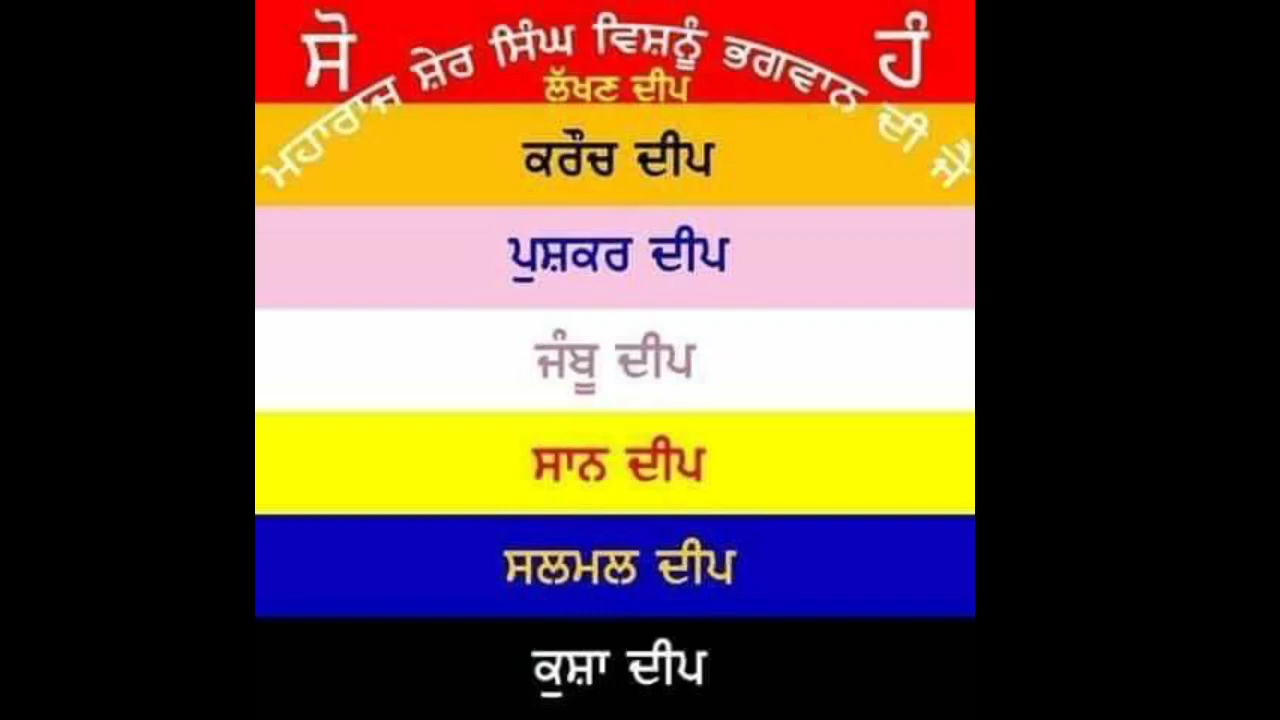 ਸੋ ਹੰ
ਮਹਾਰਾਜ ਸ਼ੇਰ ਸਿੰਘ ਵਿਸ਼ਨੂੰ ਭਗਵਾਨ ਦੀ ਜੈ
ਲੱਖਣ ਦੀਪ
ਕਰੌਂਚ ਦੀਪ
ਪੁਸ਼ਕਰ ਦੀਪ
ਜੰਬੂ ਦੀਪ
ਸਾਨ ਦੀਪ
ਸਲਮਲ ਦੀਪ
ਕੁਸ਼ਾ ਦੀਪ